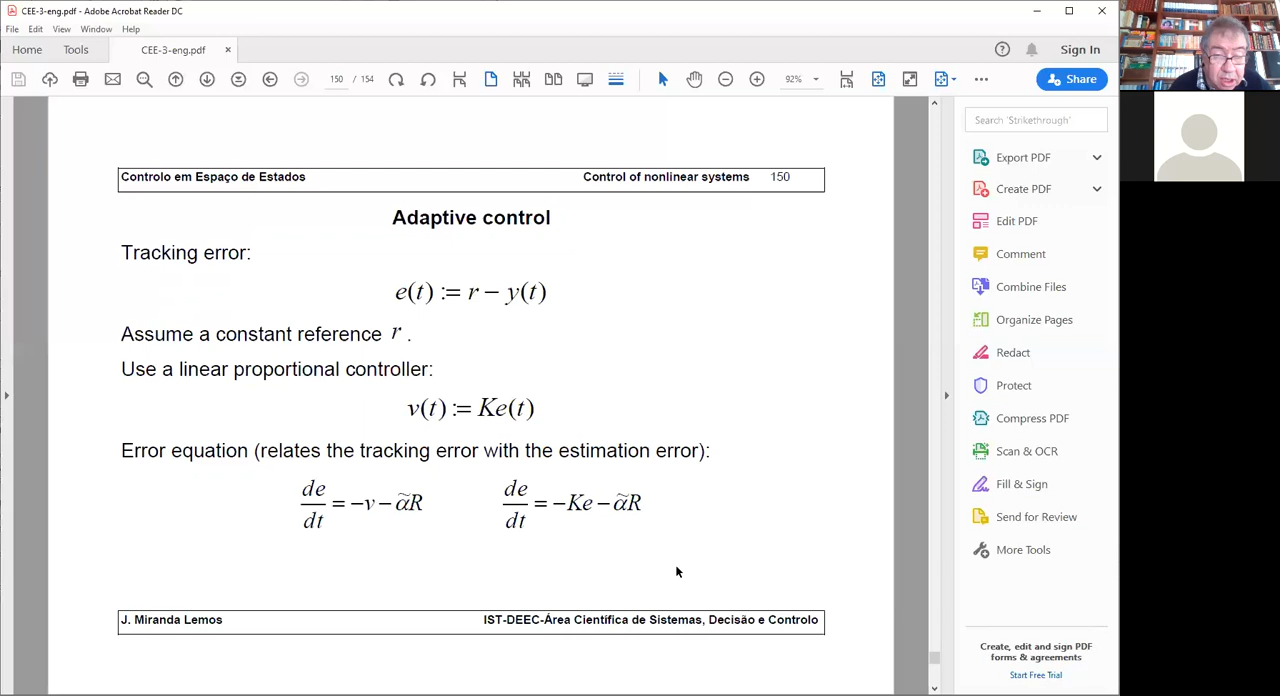 CEE-3-eng.pdf - Adobe Acrobat Reader DC
File Edit View Window Help
Home Tools CEE-3-eng.pdf × Sign In
150 / 154 92% Share
Controlo em Espaço de Estados Control of nonlinear systems 150
Adaptive control
Tracking error:
e(t) := r − y(t)
Assume a constant reference r .
Use a linear proportional controller:
v(t) := Ke(t)
Error equation (relates the tracking error with the estimation error):
de/dt = −v − α̃R de/dt = −Ke − α̃R
J. Miranda Lemos IST-DEEC-Área Científica de Sistemas, Decisão e Controlo
Search 'Strikethrough'
Export PDF
Create PDF
Edit PDF
Comment
Combine Files
Organize Pages
Redact
Protect
Compress PDF
Scan & OCR
Fill & Sign
Send for Review
More Tools
Create, edit and sign PDF
forms & agreements
Start Free Trial